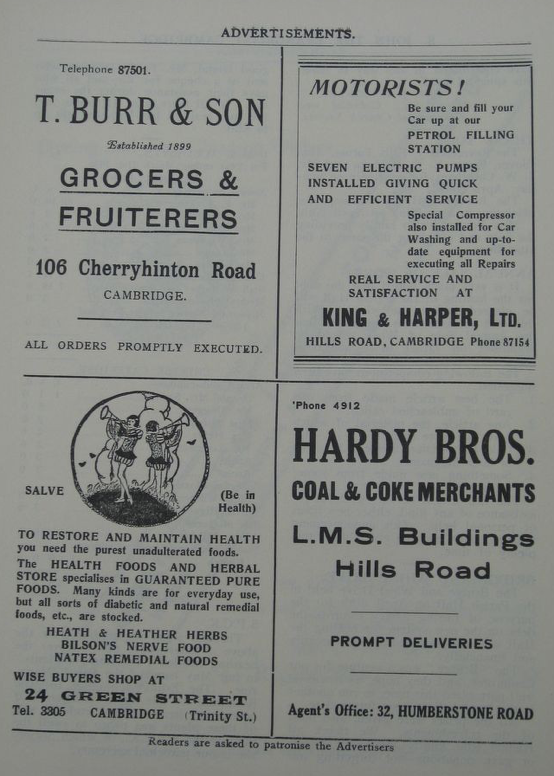 ADVERTISEMENTS.
Telephone 87501.
T. BURR & SON
Established 1899
GROCERS &
FRUITERERS
106 Cherryhinton Road
CAMBRIDGE.
ALL ORDERS PROMPTLY EXECUTED.
MOTORISTS!
Be sure and fill your
Car up at our
PETROL FILLING
STATION
SEVEN ELECTRIC PUMPS
INSTALLED GIVING QUICK
AND EFFICIENT SERVICE
Special Compressor
also installed for Car
Washing and up-to-
date equipment for
executing all Repairs
REAL SERVICE AND
SATISFACTION AT
KING & HARPER, LTD.
HILLS ROAD, CAMBRIDGE Phone 87154
SALVE
(Be in
Health)
TO RESTORE AND MAINTAIN HEALTH
you need the purest unadulterated foods.
The HEALTH FOODS AND HERBAL
STORE specialises in GUARANTEED PURE
FOODS. Many kinds are for everyday use,
but all sorts of diabetic and natural remedial
foods, etc., are stocked.
HEATH & HEATHER HERBS
BILSON'S NERVE FOOD
NATEX REMEDIAL FOODS
WISE BUYERS SHOP AT
24 GREEN STREET
Tel. 3305 CAMBRIDGE (Trinity St.)
'Phone 4912
HARDY BROS.
COAL & COKE MERCHANTS
L.M.S. Buildings
Hills Road
PROMPT DELIVERIES
Agent's Office: 32, HUMBERSTONE ROAD
Readers are asked to patronise the Advertisers